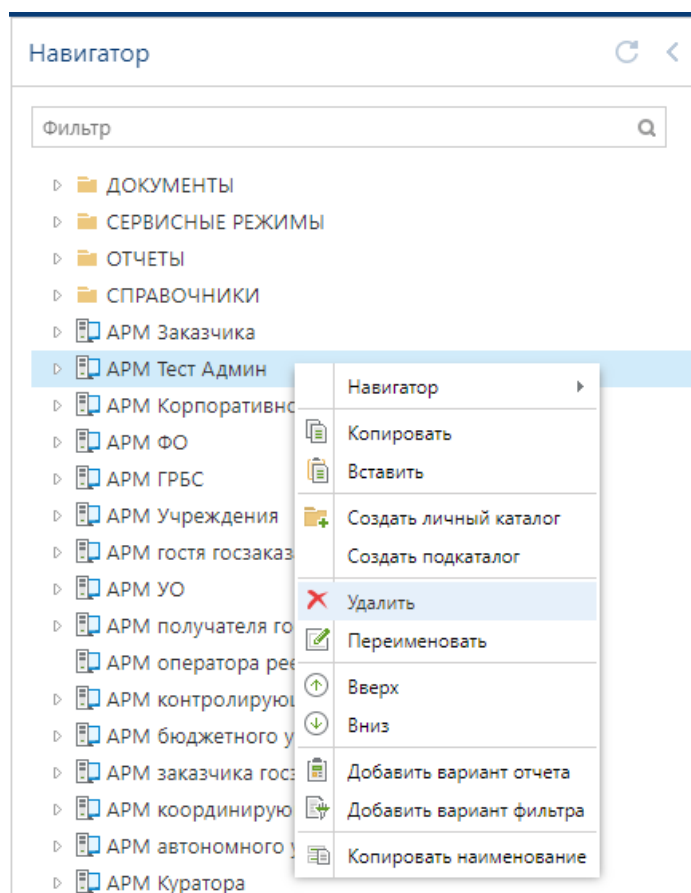 Навигатор
Фильтр
ДОКУМЕНТЫ
СЕРВИСНЫЕ РЕЖИМЫ
ОТЧЕТЫ
СПРАВОЧНИКИ
АРМ Заказчика
АРМ Тест Админ
АРМ Корпоративно
АРМ ФО
АРМ ГРБС
АРМ Учреждения
АРМ гостя госзаказ
АРМ УО
АРМ получателя го
АРМ оператора рее
АРМ контролирующ
АРМ бюджетного у
АРМ заказчика гос
АРМ координирую
АРМ автономного
АРМ Куратора
Навигатор
Копировать
Вставить
Создать личный каталог
Создать подкаталог
Удалить
Переименовать
Вверх
Вниз
Добавить вариант отчета
Добавить вариант фильтра
Копировать наименование